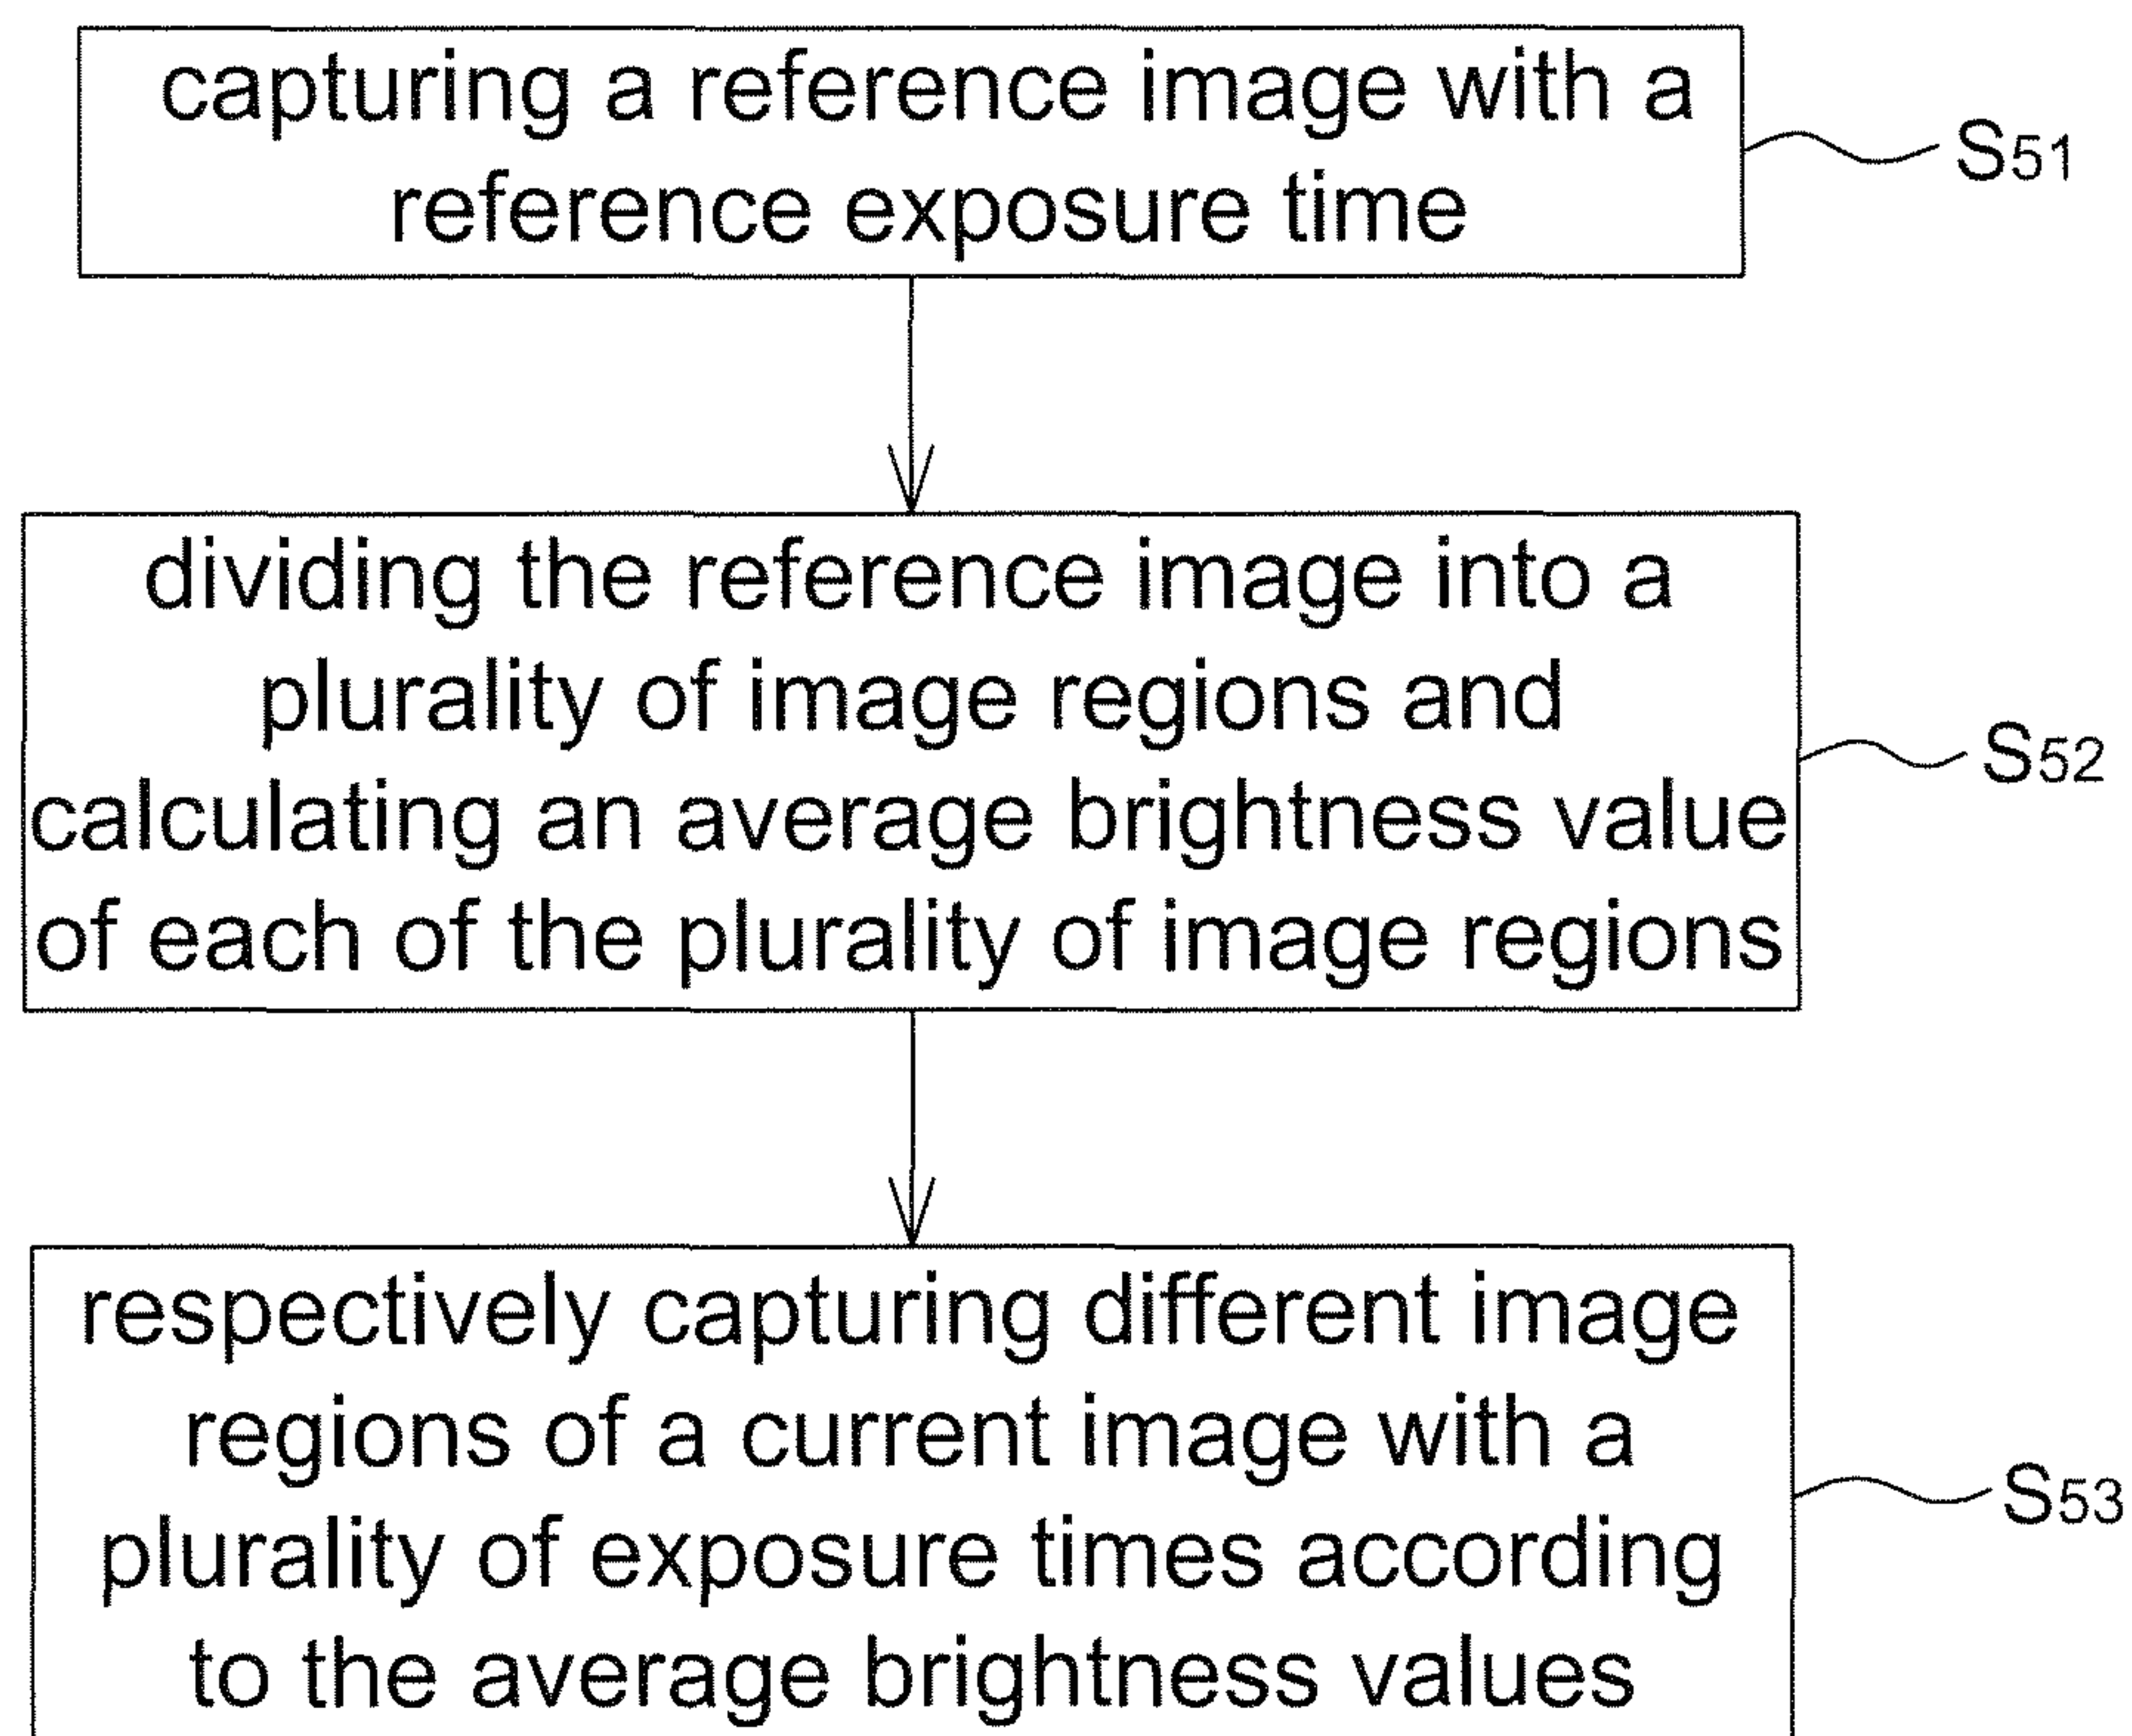 capturing a reference image with a
reference exposure time
S51
dividing the reference image into a
plurality of image regions and
calculating an average brightness value
of each of the plurality of image regions
S52
respectively capturing different image
regions of a current image with a
plurality of exposure times according
to the average brightness values
S53